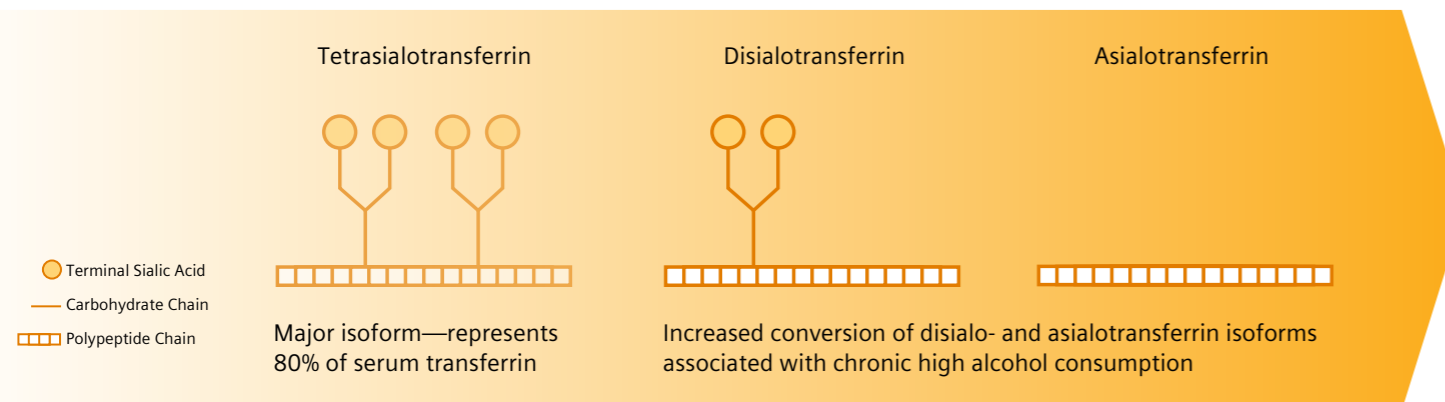 Tetrasialotransferrin
Disialotransferrin
Asialotransferrin
Terminal Sialic Acid
Carbohydrate Chain
Polypeptide Chain
Major isoform—represents
80% of serum transferrin
Increased conversion of disialo- and asialotransferrin isoforms
associated with chronic high alcohol consumption